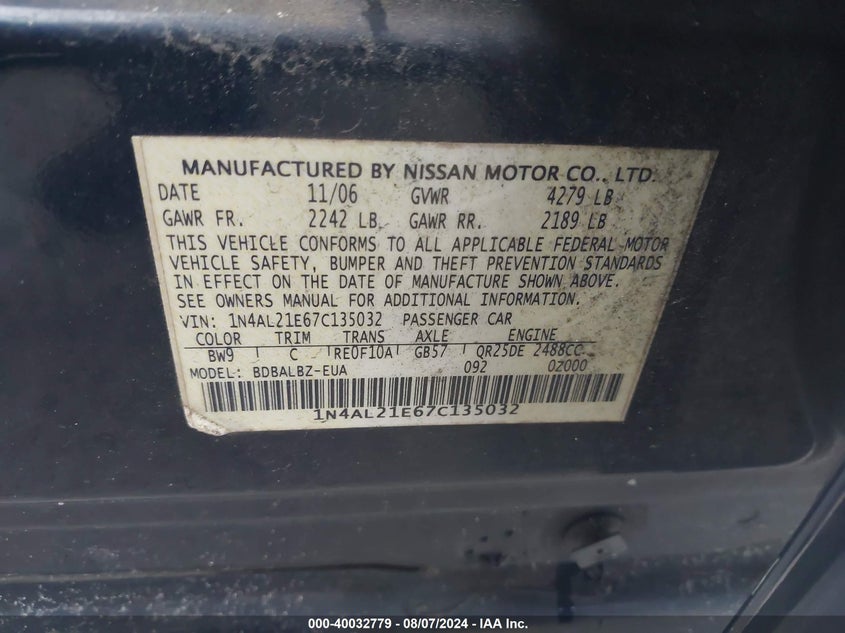 MANUFACTURED BY NISSAN MOTOR CO., LTD.
DATE 11/06 GVWR 4279 LB
GAWR FR. 2242 LB GAWR RR. 2189 LB
THIS VEHICLE CONFORMS TO ALL APPLICABLE FEDERAL MOTOR
VEHICLE SAFETY, BUMPER AND THEFT PREVENTION STANDARDS
IN EFFECT ON THE DATE OF MANUFACTURE SHOWN ABOVE.
SEE OWNERS MANUAL FOR ADDITIONAL INFORMATION.
VIN: 1N4AL21E67C135032 PASSENGER CAR
COLOR TRIM TRANS AXLE ENGINE
BW9 C RE0F10A GB57 QR25DE 2488CC
MODEL: BDBALBZ-EUA 092 02000
1N4AL21E67C135032
000-40032779 - 08/07/2024 - IAA Inc.